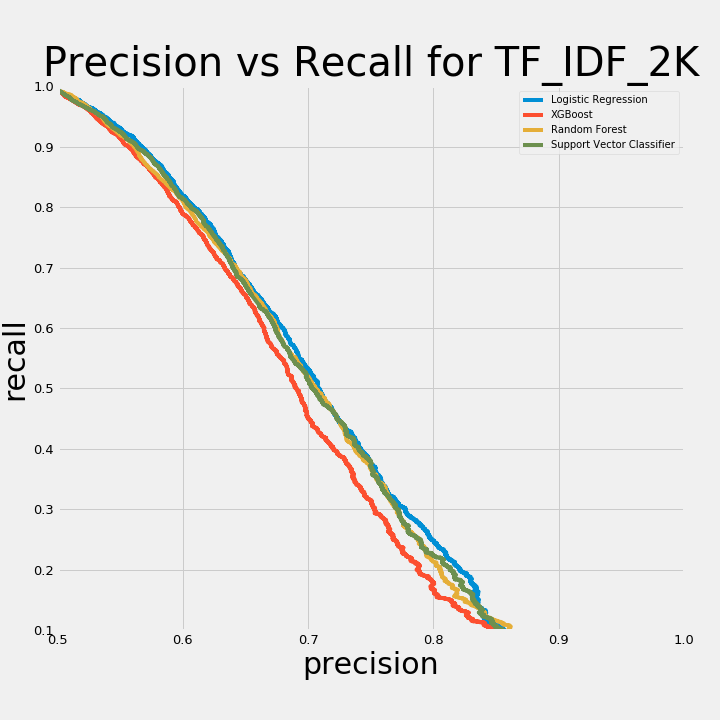 Precision vs Recall for TF_IDF_2K
Logistic Regression
XGBoost
Random Forest
Support Vector Classifier
recall
1.0
0.9
0.8
0.7
0.6
0.5
0.4
0.3
0.2
0.1
0.5 0.6 0.7 0.8 0.9 1.0
precision